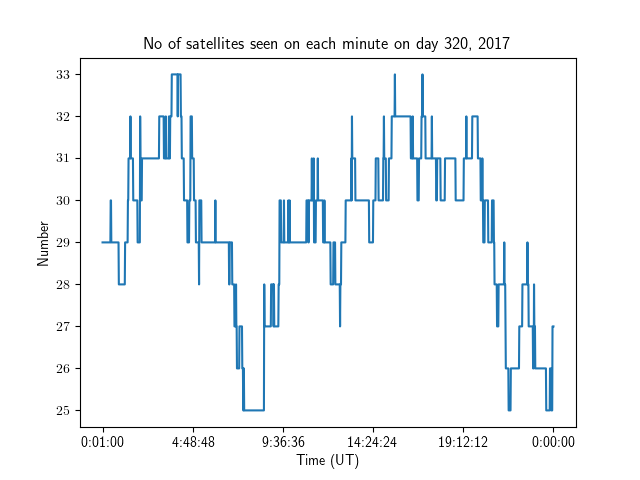 No of satellites seen on each minute on day 320, 2017
33
32
31
30
29
28
27
26
25
Number
0:01:00 4:48:48 9:36:36 14:24:24 19:12:12 0:00:00
Time (UT)